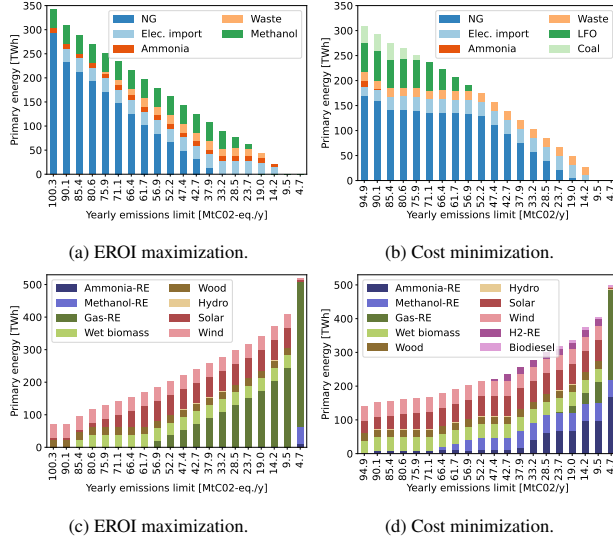 350
300
250
200
150
100
50
0
Primary energy [TWh]
NG
Elec. import
Ammonia
Waste
Methanol
100.3
90.1
85.4
80.6
75.9
71.1
66.4
61.7
56.9
52.2
47.4
42.7
37.9
33.2
28.5
23.7
19.0
14.2
9.5
4.7
Yearly emissions limit [MtC02-eq./y]
(a) EROI maximization.
350
300
250
200
150
100
50
0
Primary energy [TWh]
NG
Elec. import
Ammonia
Waste
LFO
Coal
94.9
90.1
85.4
80.6
75.9
71.1
66.4
61.7
56.9
52.2
47.4
42.7
37.9
33.2
28.5
23.7
19.0
14.2
9.5
4.7
Yearly emissions limit [MtC02/y]
(b) Cost minimization.
500
400
300
200
100
0
Primary energy [TWh]
Ammonia-RE
Methanol-RE
Gas-RE
Wet biomass
Wood
Hydro
Solar
Wind
100.3
90.1
85.4
80.6
75.9
71.1
66.4
61.7
56.9
52.2
47.4
42.7
37.9
33.2
28.5
23.7
19.0
14.2
9.5
4.7
Yearly emissions limit [MtC02-eq./y]
(c) EROI maximization.
500
400
300
200
100
0
Primary energy [TWh]
Ammonia-RE
Methanol-RE
Gas-RE
Wet biomass
Wood
Hydro
Solar
Wind
H2-RE
Biodiesel
94.9
90.1
85.4
80.6
75.9
71.1
66.4
61.7
56.9
52.2
47.4
42.7
37.9
33.2
28.5
23.7
19.0
14.2
9.5
4.7
Yearly emissions limit [MtC02/y]
(d) Cost minimization.